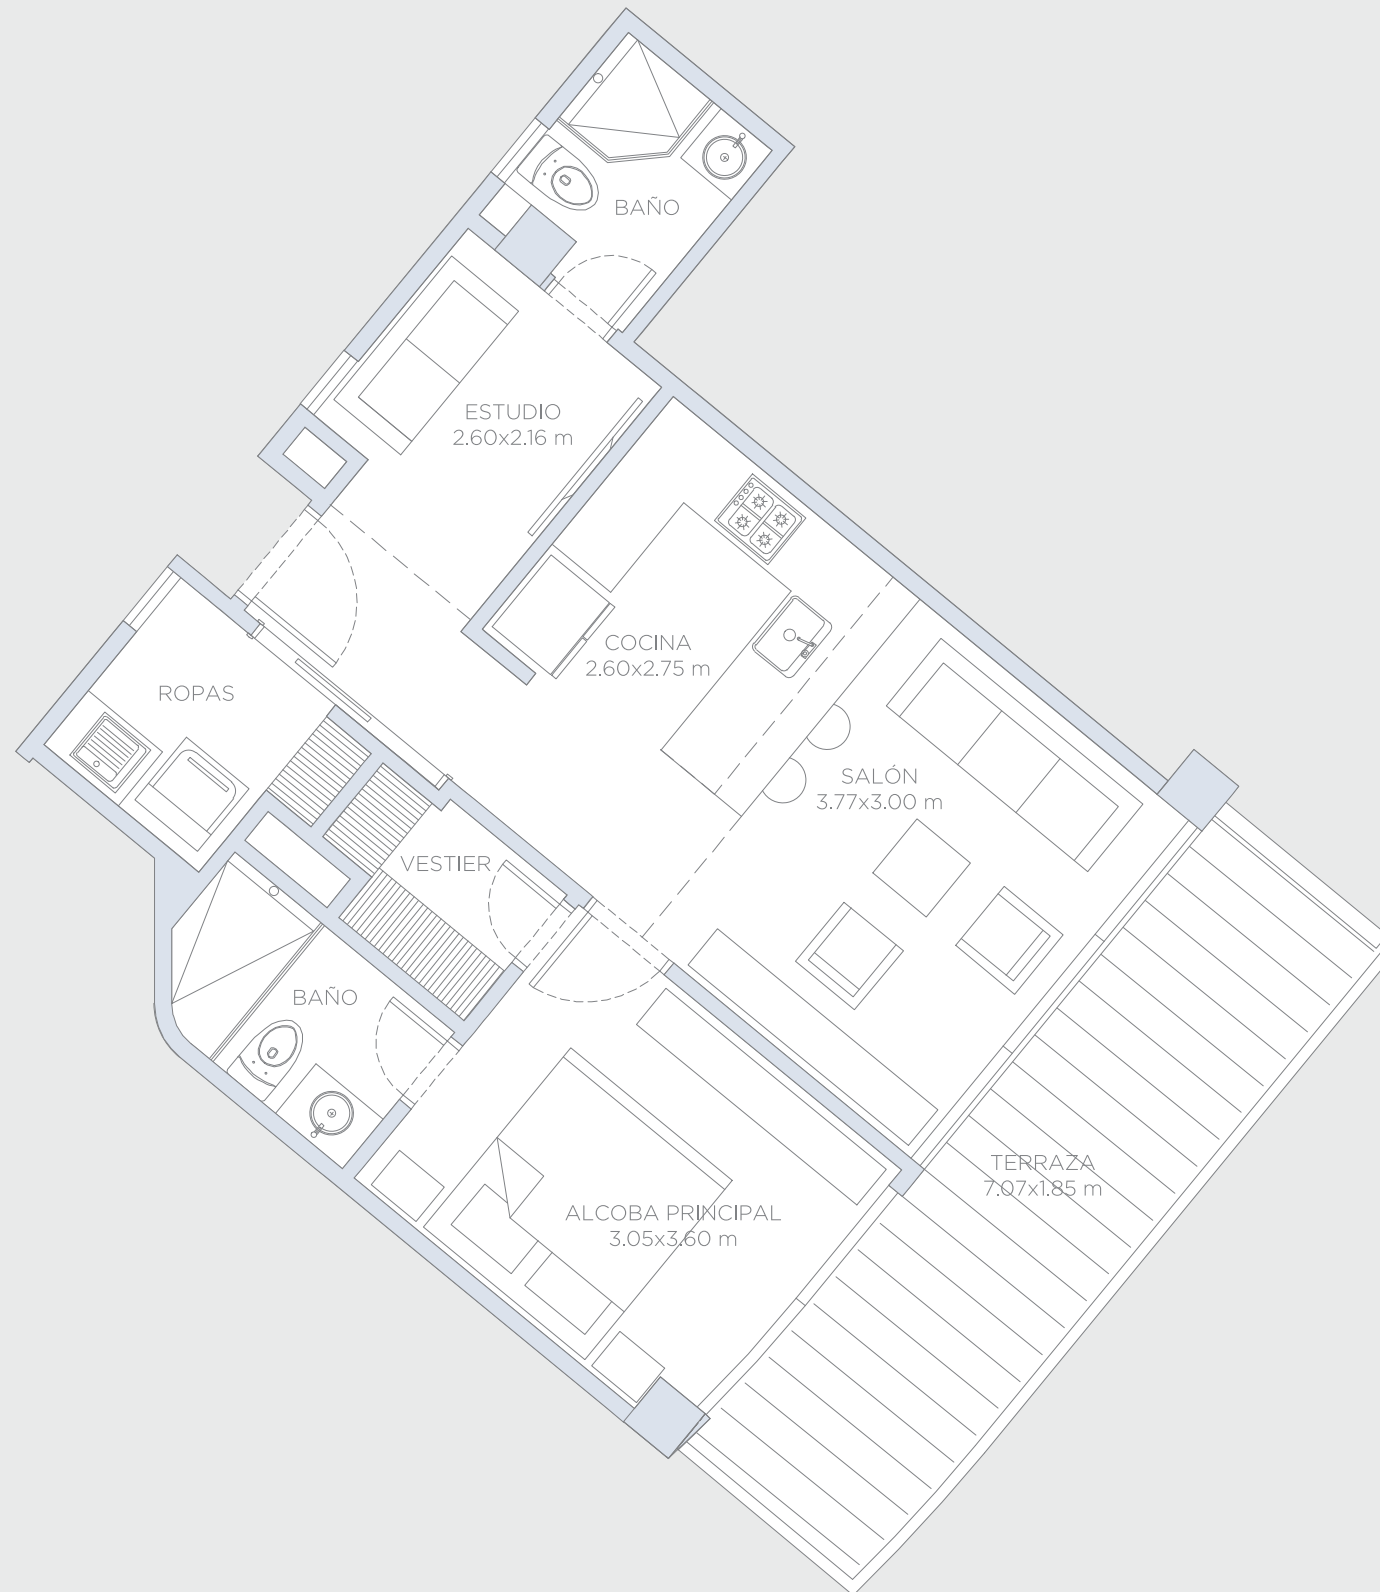 BAÑO
ESTUDIO
2.60x2.16 m
COCINA
2.60x2.75 m
ROPAS
SALÓN
3.77x3.00 m
VESTIER
BAÑO
TERRAZA
7.07x1.85 m
ALCOBA PRINCIPAL
3.05x3.60 m